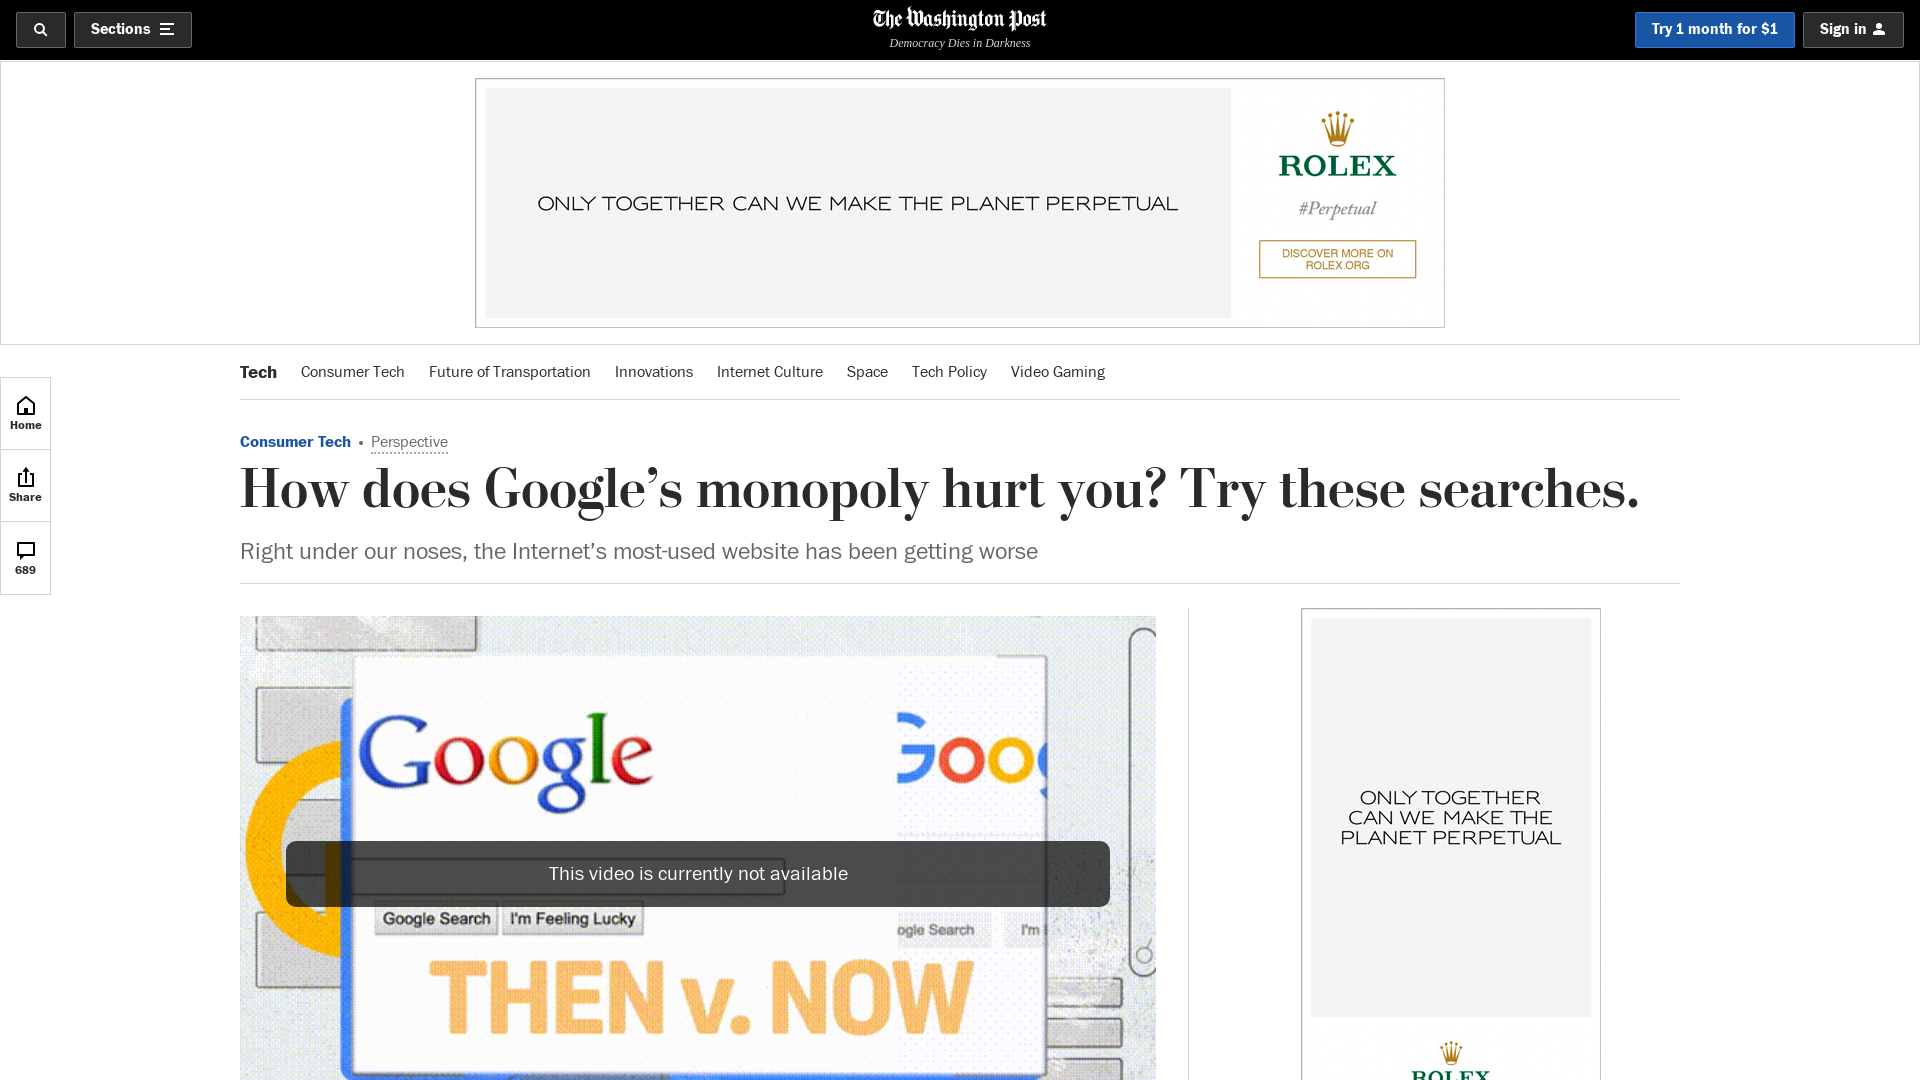 Sections
The Washington Post
Democracy Dies in Darkness
Try 1 month for $1
Sign in
ONLY TOGETHER CAN WE MAKE THE PLANET PERPETUAL
ROLEX
#Perpetual
DISCOVER MORE ON
ROLEX.ORG
Tech
Consumer Tech
Future of Transportation
Innovations
Internet Culture
Space
Tech Policy
Video Gaming
Home
Share
689
Consumer Tech • Perspective
How does Google’s monopoly hurt you? Try these searches.
Right under our noses, the Internet’s most-used website has been getting worse
Google
Goog
This video is currently not available
Google Search
I'm Feeling Lucky
ogle Search
I'm
THEN v. NOW
ONLY TOGETHER
CAN WE MAKE THE
PLANET PERPETUAL
ROLEX